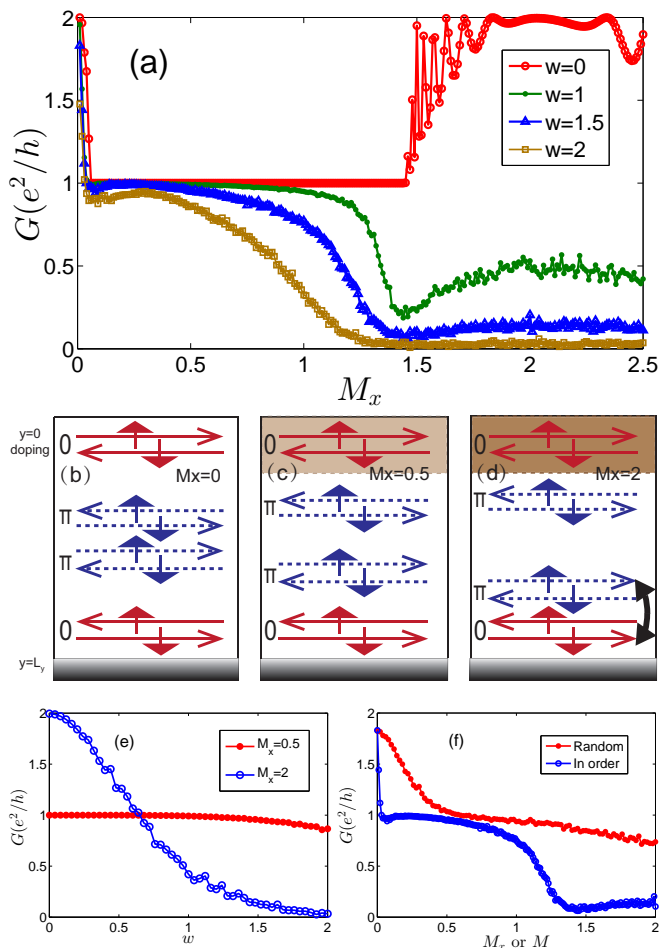 (a)
G(e²/h)
2
1.5
1
0.5
0
w=0
w=1
w=1.5
w=2
0 0.5 1 1.5 2 2.5
Mₓ
y=0
doping
0
(b) Mx=0
π
π
0
y=L_y
0
(c) Mx=0.5
π
π
0
0
(d) Mx=2
π
π
0
(e)
G(e²/h)
2
1.5
1
0.5
0
Mₓ=0.5
Mₓ=2
0 0.5 1 1.5 2
w
(f)
G(e²/h)
2
1.5
1
0.5
0
Random
In order
0 0.5 1 1.5 2
Mₓ or M